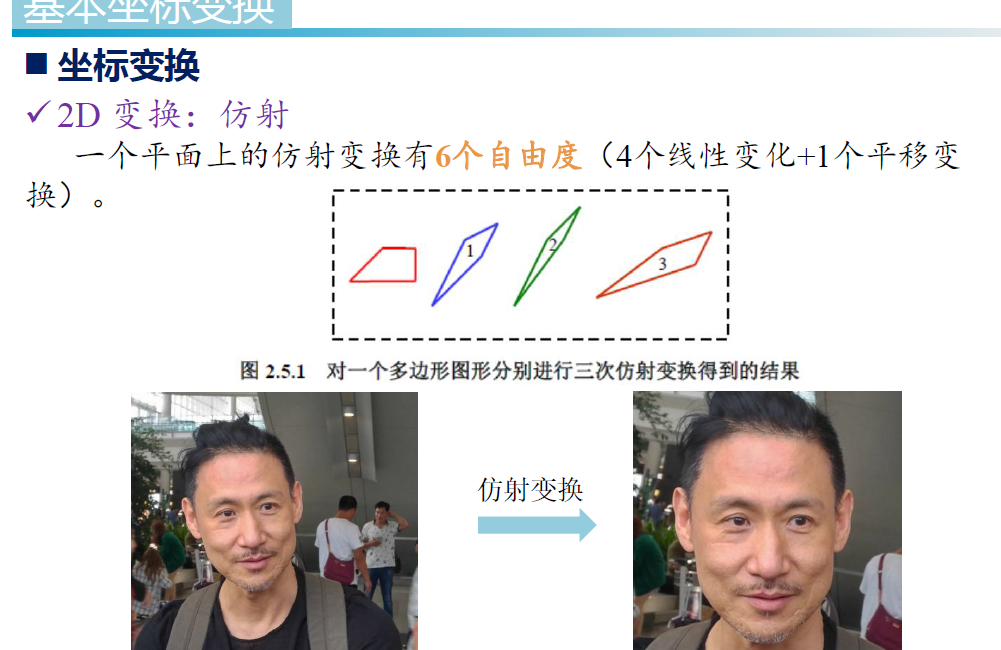 基本坐标变换
坐标变换
2D 变换：仿射
一个平面上的仿射变换有6个自由度（4个线性变化+1个平移变
换）。
1
2
3
图 2.5.1 对一个多边形图形分别进行三次仿射变换得到的结果
仿射变换